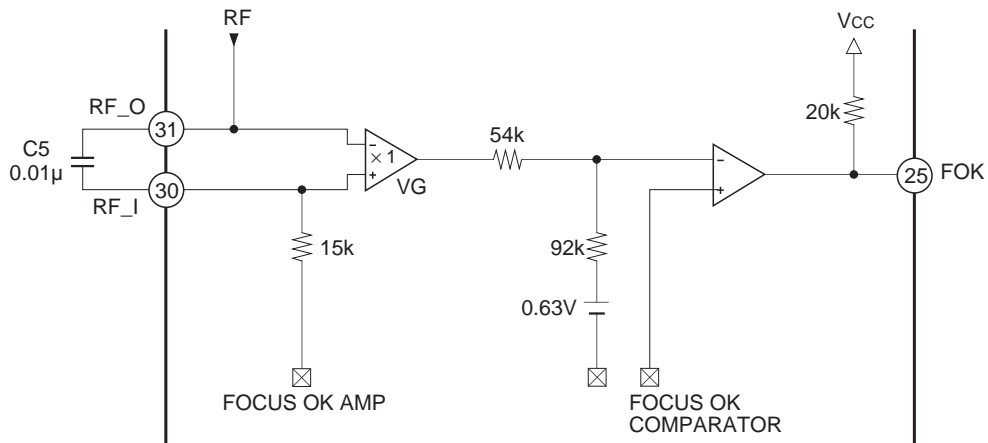 RF
VCC
RF_O
31
20k
C5
0.01µ
54k
−
× 1
+
VG
−
+
25
FOK
30
RF_I
15k
92k
0.63V
FOCUS OK AMP
FOCUS OK
COMPARATOR